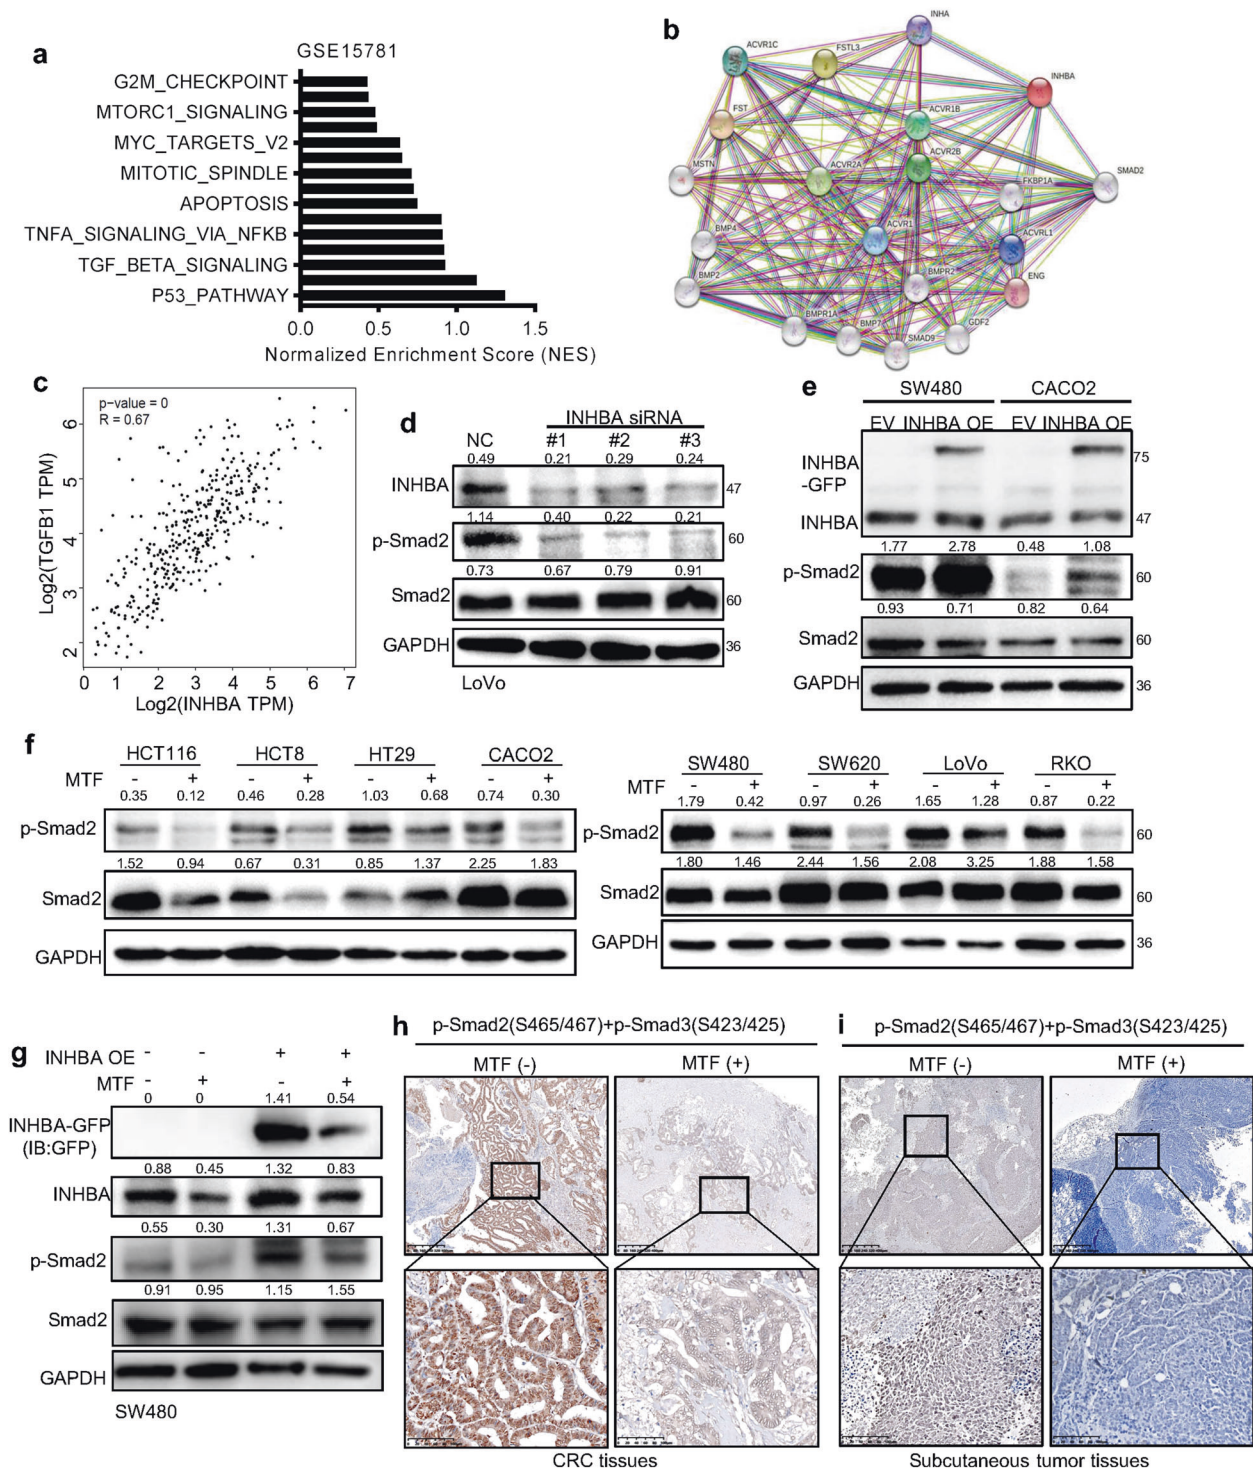 a
GSE15781
G2M_CHECKPOINT
MTORC1_SIGNALING
MYC_TARGETS_V2
MITOTIC_SPINDLE
APOPTOSIS
TNFA_SIGNALING_VIA_NFKB
TGF_BETA_SIGNALING
P53_PATHWAY
0.0 0.5 1.0 1.5
Normalized Enrichment Score (NES)
b
INHA
ACVR1C
FSTL3
INHBA
FST
ACVR1B
ACVR2B
MSTN
ACVR2A
SMAD2
FKBP1A
BMP4
ACVR1
ACVRL1
BMP2
BMPR2
ENG
BMPR1A
BMP7
SMAD9
GDF2
c
p-value = 0
R = 0.67
Log2(TGFB1 TPM)
2 3 4 5 6
0 1 2 3 4 5 6 7
Log2(INHBA TPM)
d
INHBA siRNA
NC #1 #2 #3
0.49 0.21 0.29 0.24
INHBA 47
1.14 0.40 0.22 0.21
p-Smad2 60
0.73 0.67 0.79 0.91
Smad2 60
GAPDH 36
LoVo
e
SW480 CACO2
EV INHBA OE EV INHBA OE
INHBA
-GFP
75
INHBA 47
1.77 2.78 0.48 1.08
p-Smad2 60
0.93 0.71 0.82 0.64
Smad2 60
GAPDH 36
f
HCT116 HCT8 HT29 CACO2
MTF - + - + - + - +
0.35 0.12 0.46 0.28 1.03 0.68 0.74 0.30
p-Smad2
1.52 0.94 0.67 0.31 0.85 1.37 2.25 1.83
Smad2
GAPDH
SW480 SW620 LoVo RKO
MTF - + - + - + - +
1.79 0.42 0.97 0.26 1.65 1.28 0.87 0.22
p-Smad2 60
1.80 1.46 2.44 1.56 2.08 3.25 1.88 1.58
Smad2 60
GAPDH 36
g
INHBA OE - - + +
MTF - + - +
0 0 1.41 0.54
INHBA-GFP
(IB:GFP)
0.88 0.45 1.32 0.83
INHBA
0.55 0.30 1.31 0.67
p-Smad2
0.91 0.95 1.15 1.55
Smad2
GAPDH
SW480
h
p-Smad2(S465/467)+p-Smad3(S423/425)
MTF (-) MTF (+)
CRC tissues
i
p-Smad2(S465/467)+p-Smad3(S423/425)
MTF (-) MTF (+)
Subcutaneous tumor tissues